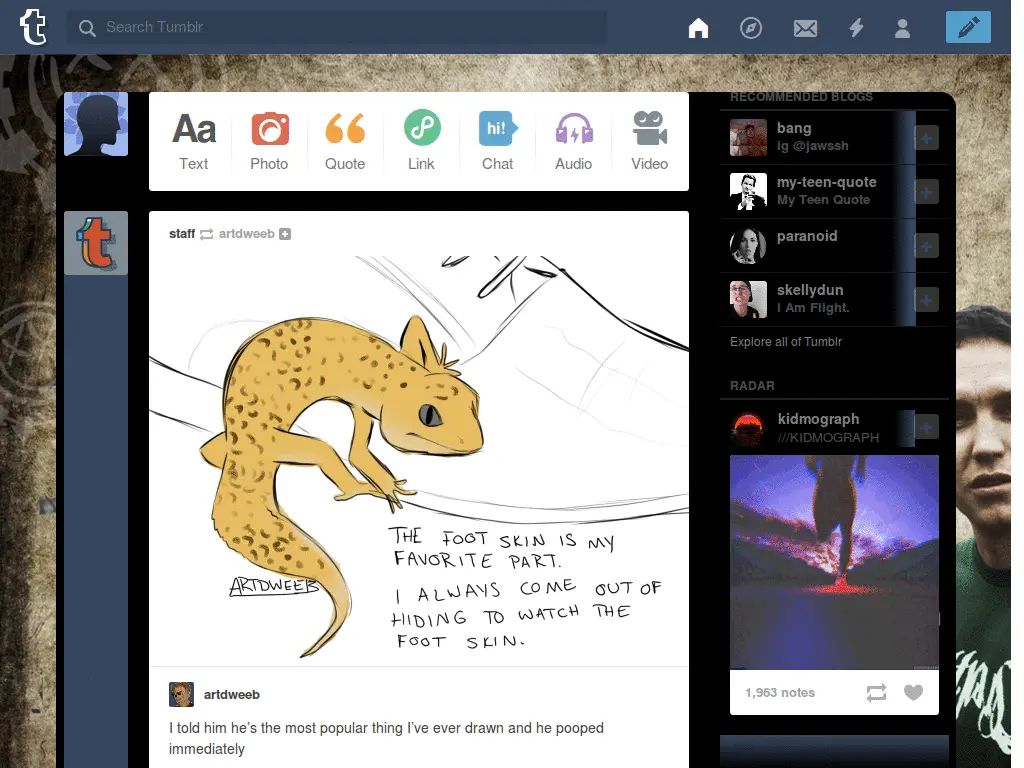 t
Search Tumblr
Aa
hi!
Text
Photo
Quote
Link
Chat
Audio
Video
staff artdweeb
THE FOOT SKIN IS MY
FAVORITE PART.
I ALWAYS COME OUT OF
HIDING TO WATCH THE
FOOT SKIN.
ARTDWEEB
artdweeb
I told him he's the most popular thing I've ever drawn and he pooped
immediately
RECOMMENDED BLOGS
bang
ig @jawssh
my-teen-quote
My Teen Quote
paranoid
skellydun
I Am Flight.
Explore all of Tumblr
RADAR
kidmograph
///KIDMOGRAPH
1,963 notes